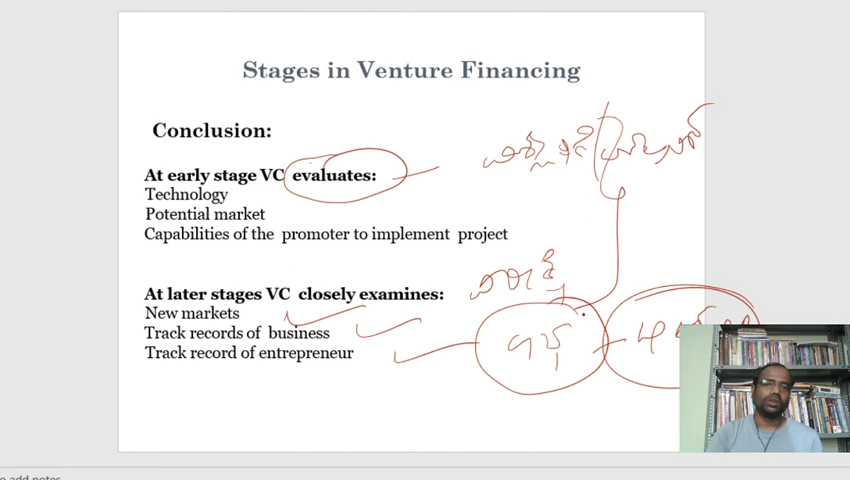 Stages in Venture Financing
Conclusion:
At early stage VC evaluates:
Technology
Potential market
Capabilities of the promoter to implement project
At later stages VC closely examines:
New markets
Track records of business
Track record of entrepreneur